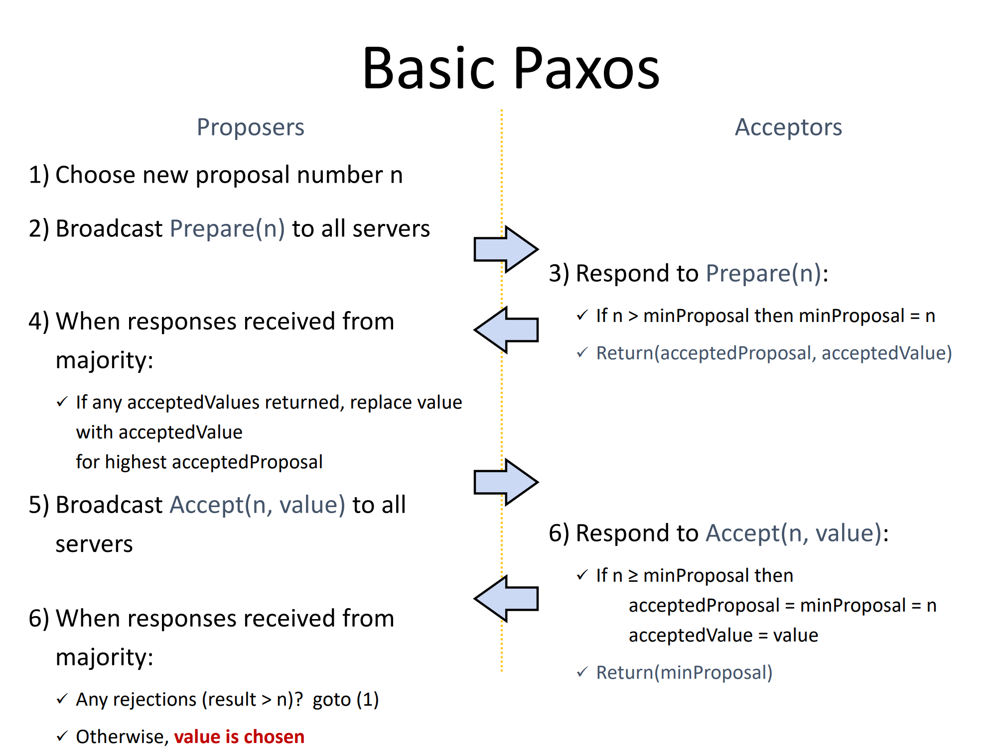 Basic Paxos
Proposers
Acceptors
1) Choose new proposal number n
2) Broadcast Prepare(n) to all servers
3) Respond to Prepare(n):
✓ If n > minProposal then minProposal = n
✓ Return(acceptedProposal, acceptedValue)
4) When responses received from
majority:
✓ If any acceptedValues returned, replace value
with acceptedValue
for highest acceptedProposal
5) Broadcast Accept(n, value) to all
servers
6) Respond to Accept(n, value):
✓ If n ≥ minProposal then
acceptedProposal = minProposal = n
acceptedValue = value
✓ Return(minProposal)
6) When responses received from
majority:
✓ Any rejections (result > n)? goto (1)
✓ Otherwise, value is chosen